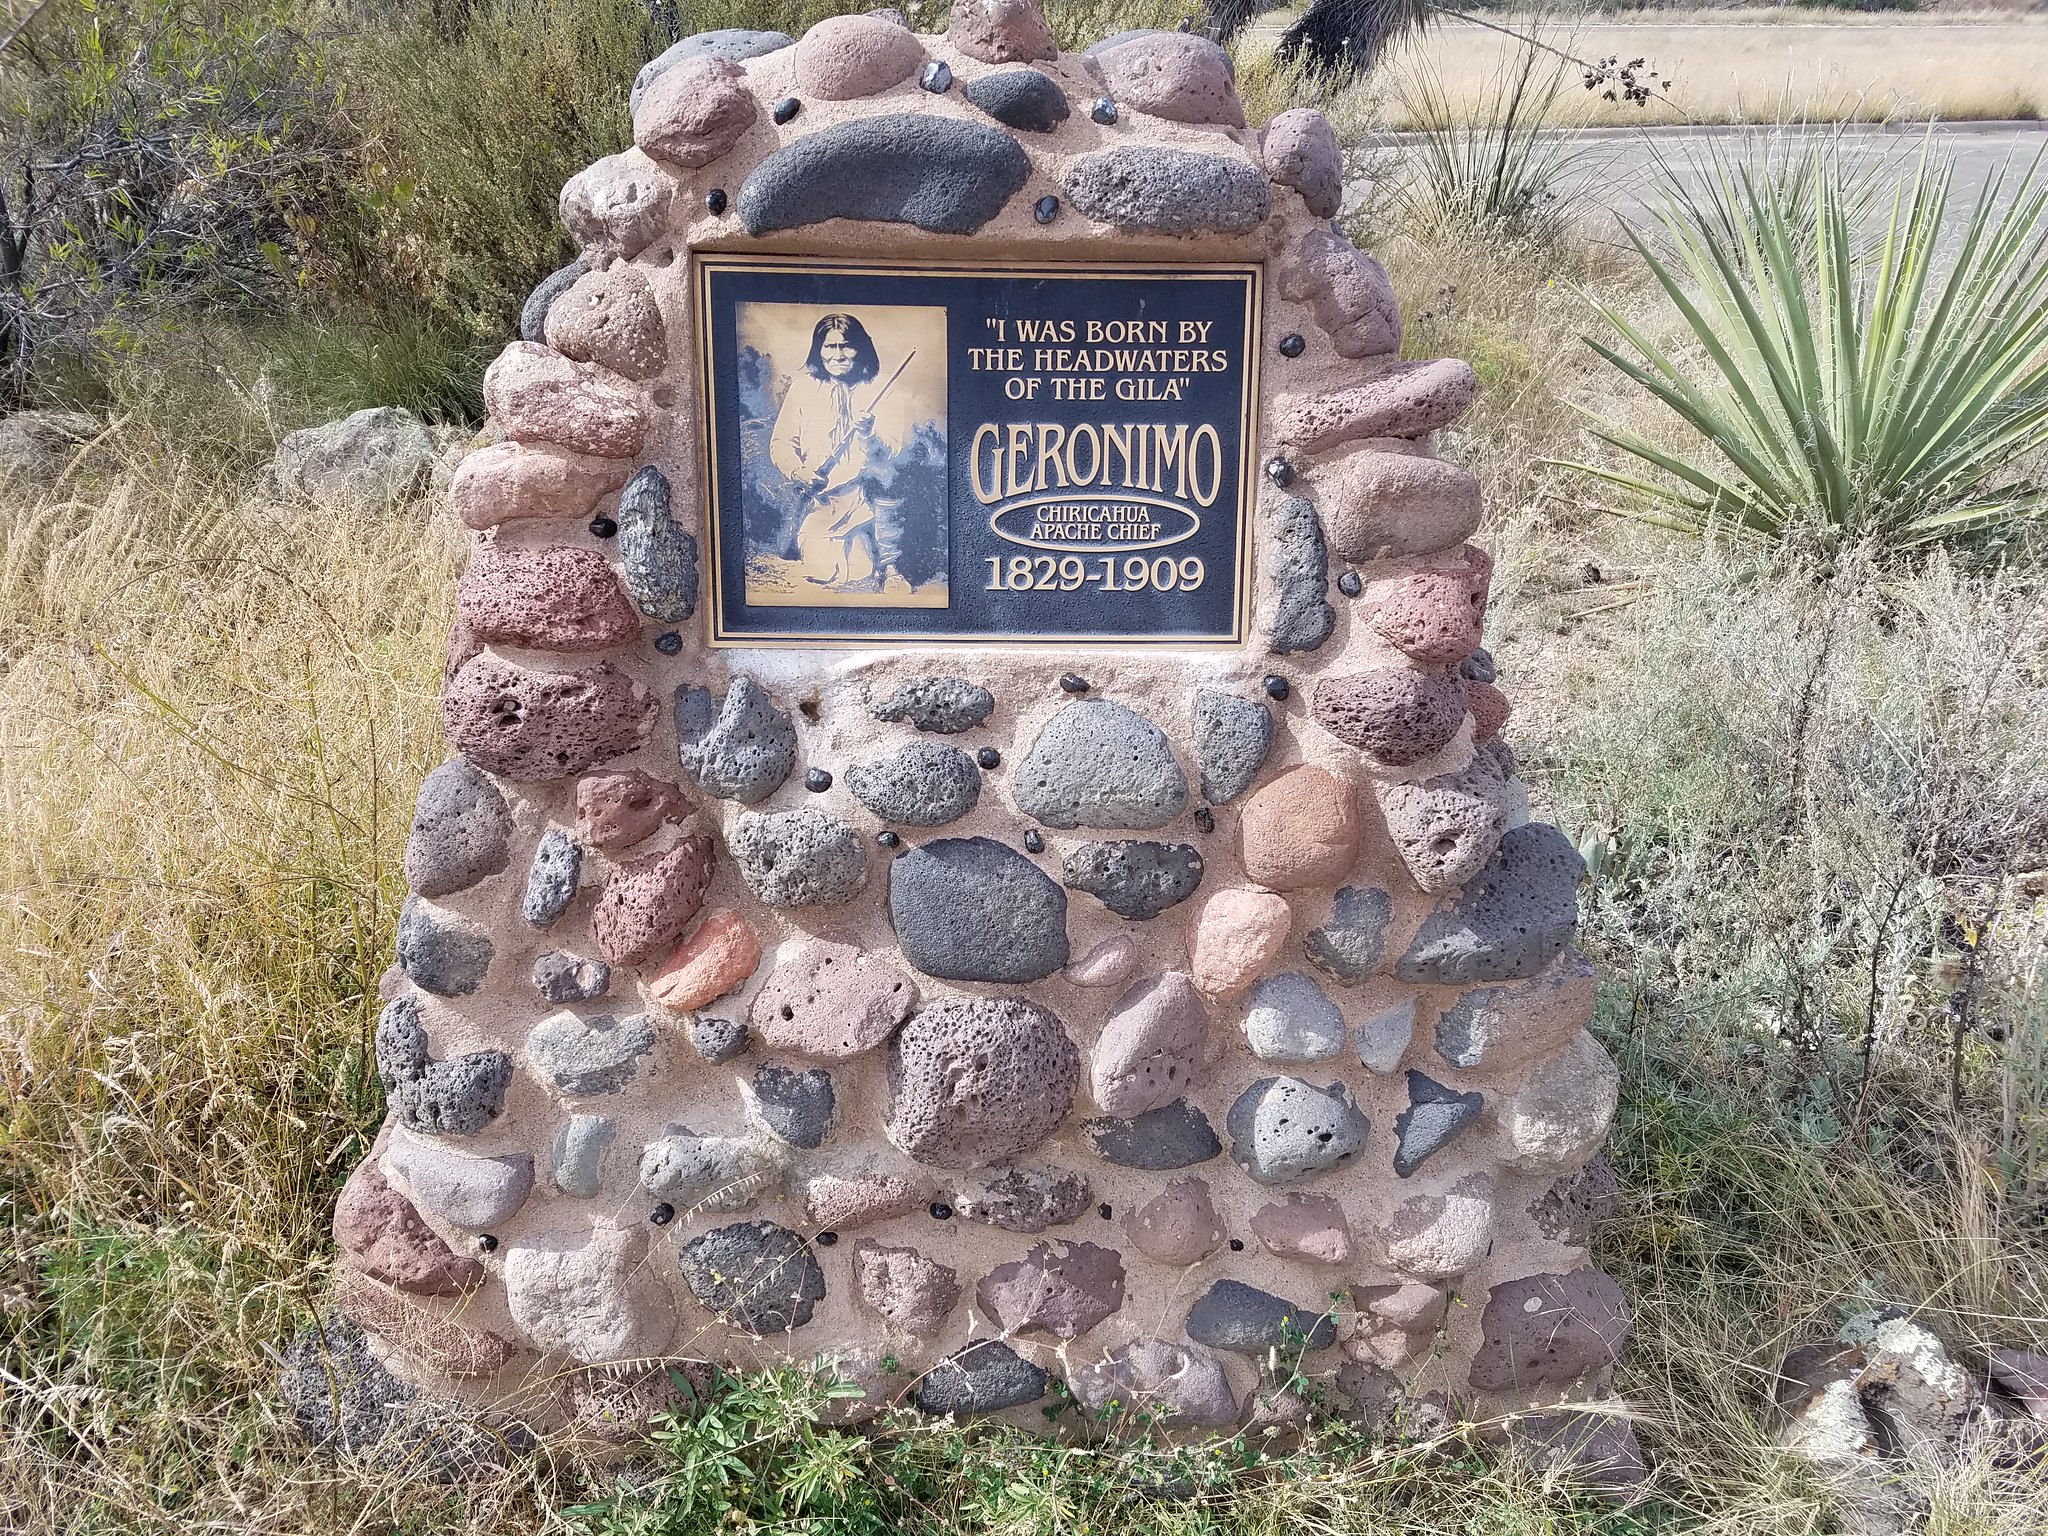 "I WAS BORN BY
THE HEADWATERS
OF THE GILA"
GERONIMO
CHIRICAHUA
APACHE CHIEF
1829-1909